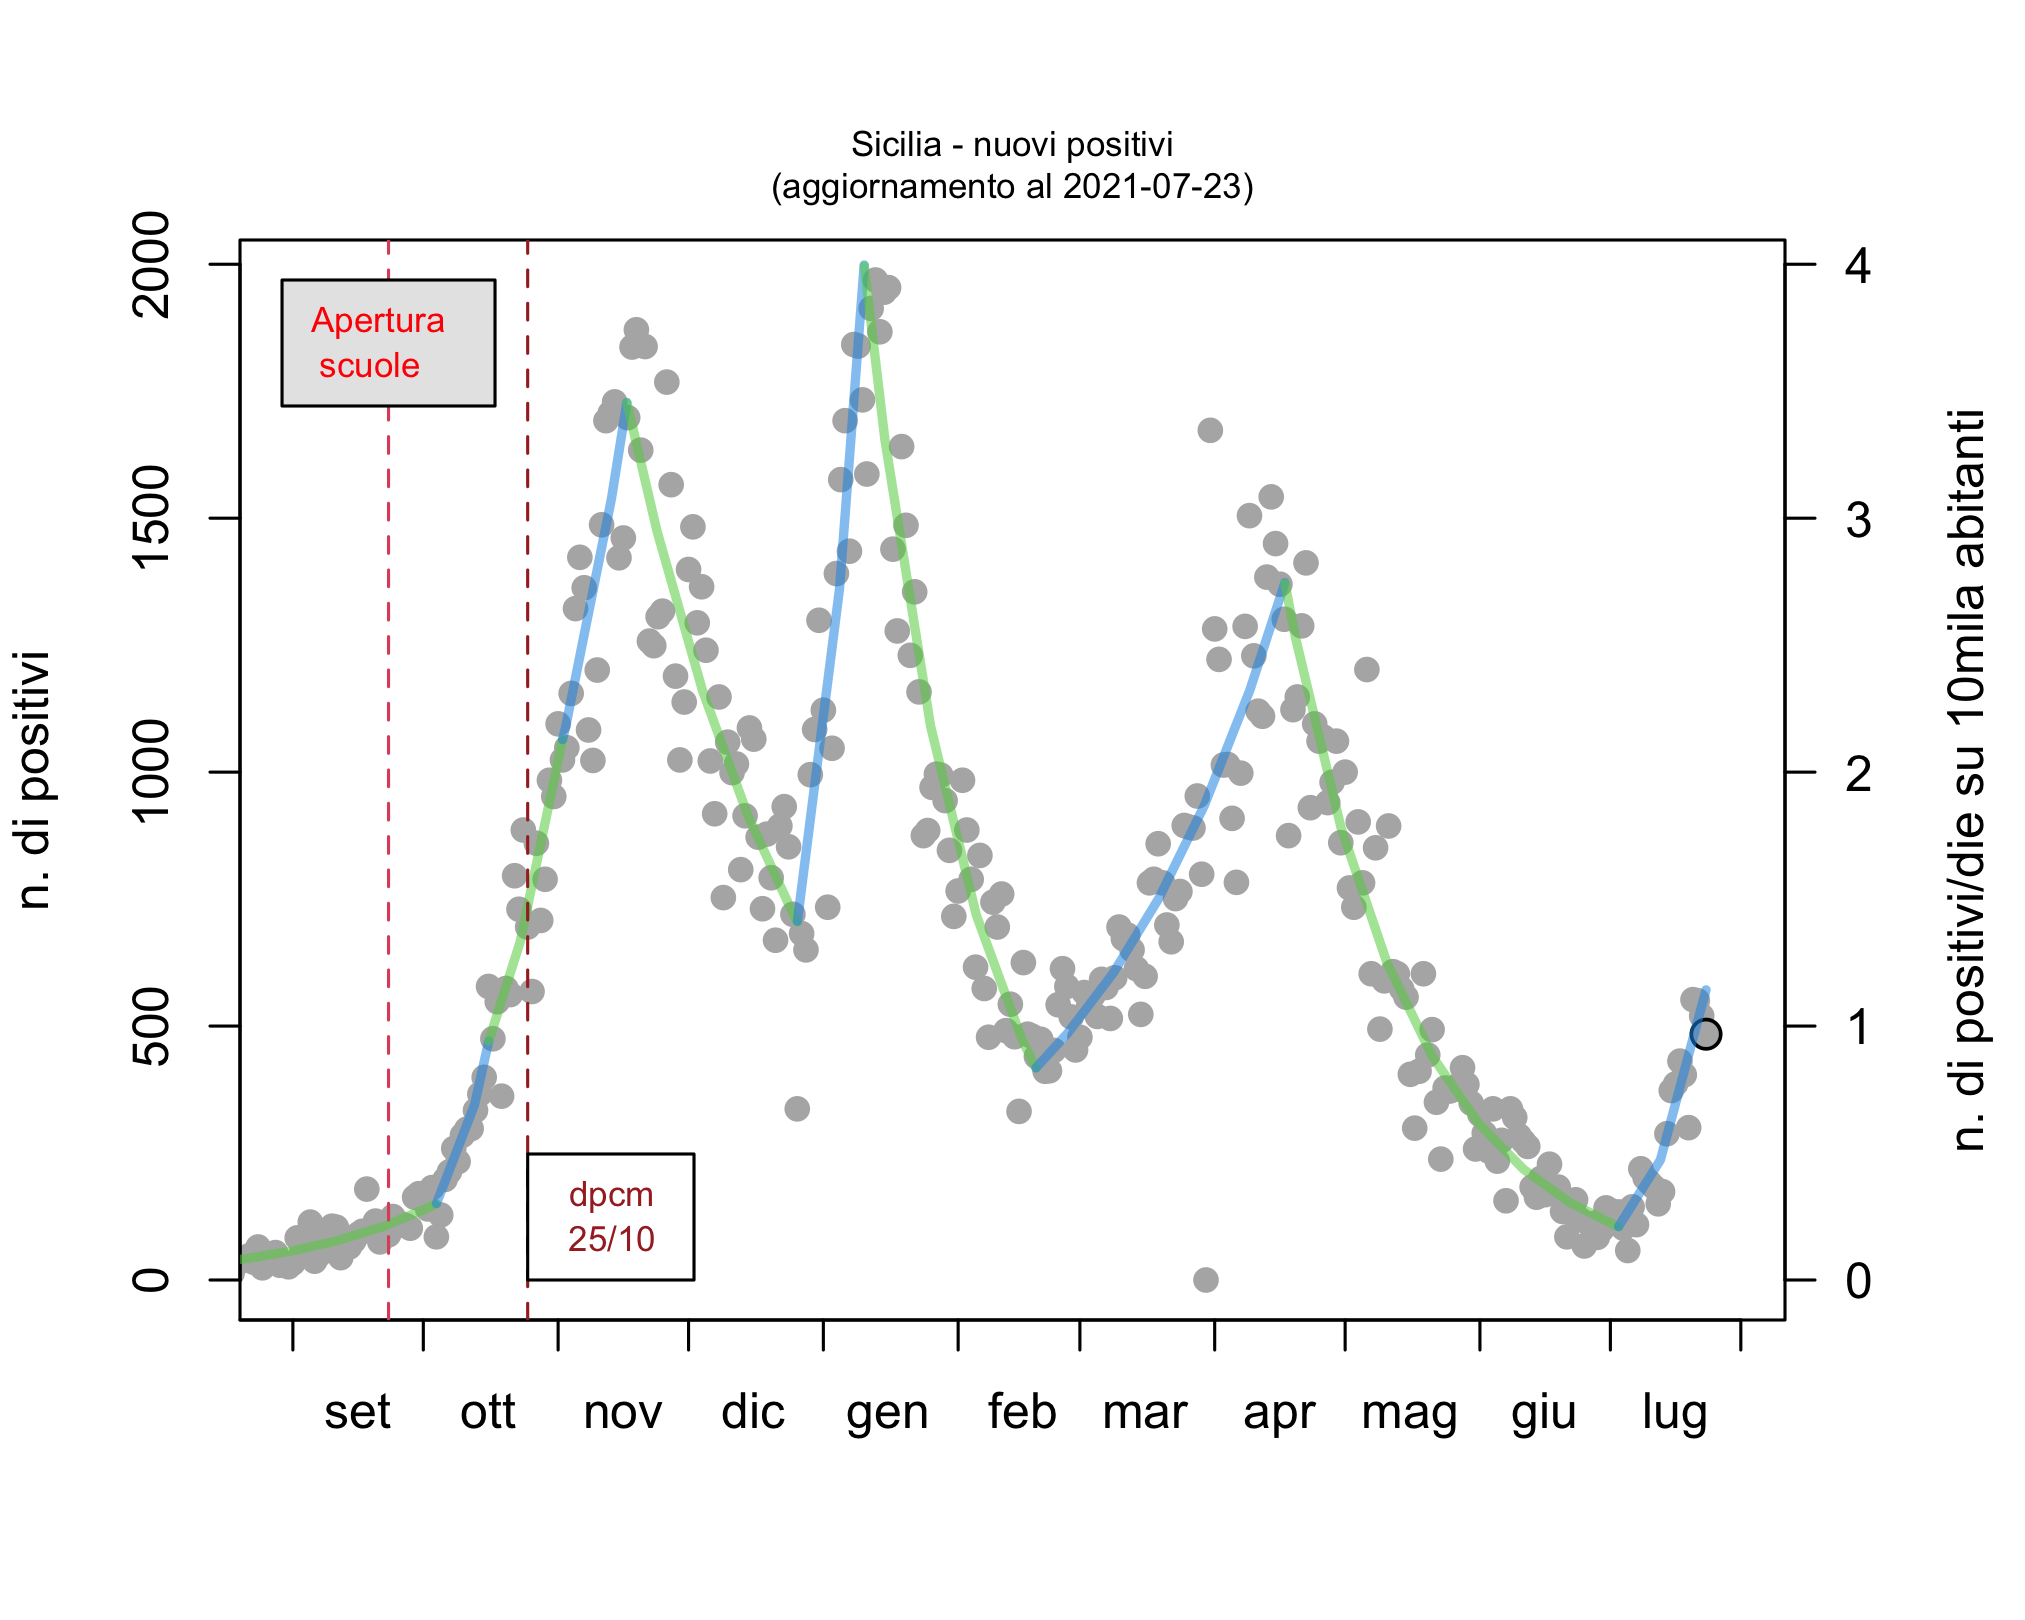 Sicilia - nuovi positivi
(aggiornamento al 2021-07-23)
n. di positivi
2000
1500
1000
500
0
Apertura
scuole
dpcm
25/10
4
3
2
1
0
n. di positivi/die su 10mila abitanti
set ott nov dic gen feb mar apr mag giu lug